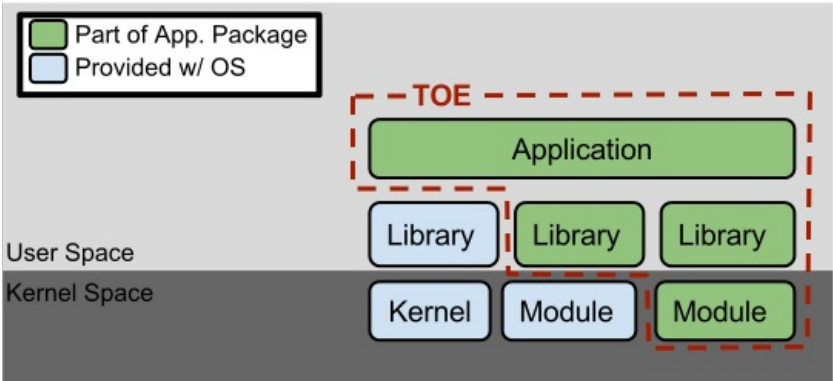 Part of App. Package
Provided w/ OS
TOE
Application
Library Library Library
User Space
Kernel Space
Kernel Module Module